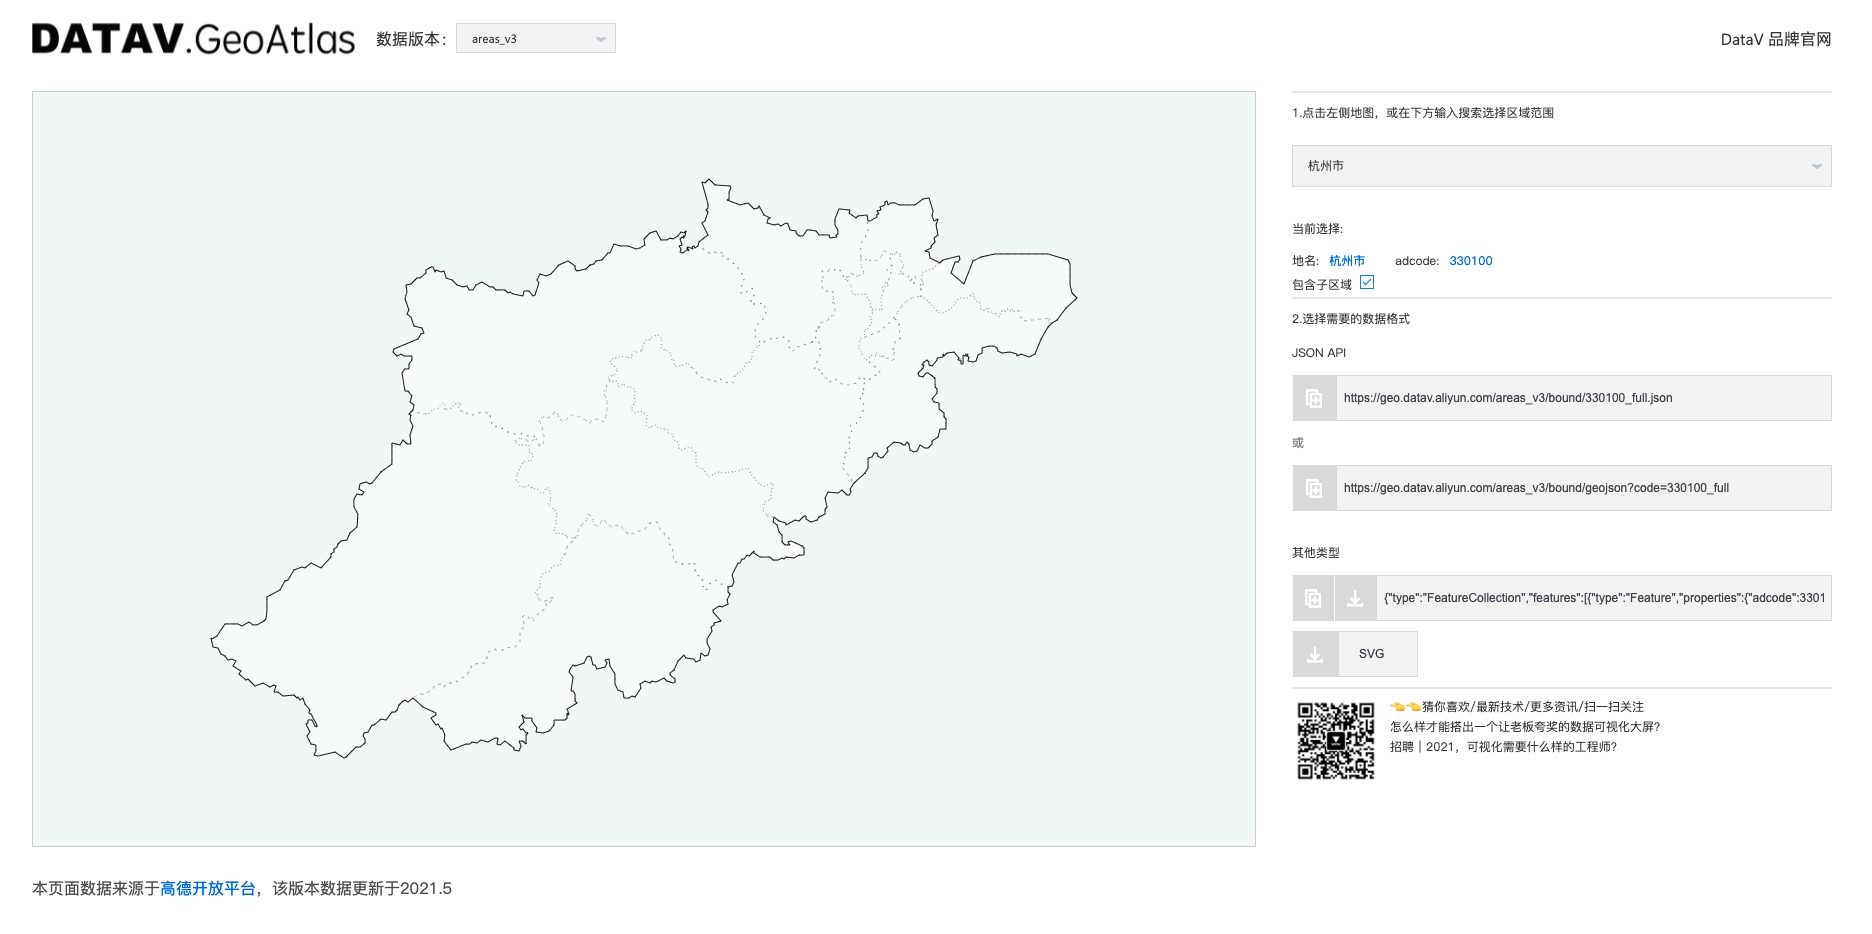 DATAV.GeoAtlas
数据版本：
areas_v3
DataV 品牌官网
1.点击左侧地图，或在下方输入搜索选择区域范围
杭州市
当前选择:
地名: 杭州市 adcode: 330100
包含子区域
2.选择需要的数据格式
JSON API
https://geo.datav.aliyun.com/areas_v3/bound/330100_full.json
或
https://geo.datav.aliyun.com/areas_v3/bound/geojson?code=330100_full
其他类型
{"type":"FeatureCollection","features":[{"type":"Feature","properties":{"adcode":3301
SVG
👈👈猜你喜欢/最新技术/更多资讯/扫一扫关注
怎么样才能搭出一个让老板夸奖的数据可视化大屏?
招聘｜2021，可视化需要什么样的工程师?
本页面数据来源于高德开放平台，该版本数据更新于2021.5